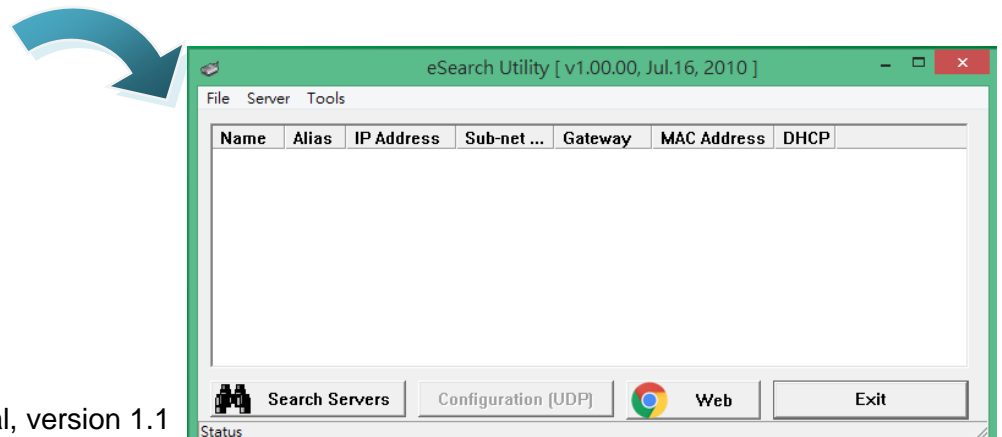 eSearch Utility [ v1.00.00, Jul.16, 2010 ]
File Server Tools
Name Alias IP Address Sub-net ... Gateway MAC Address DHCP
Search Servers Configuration (UDP) Web Exit
version 1.1
Status